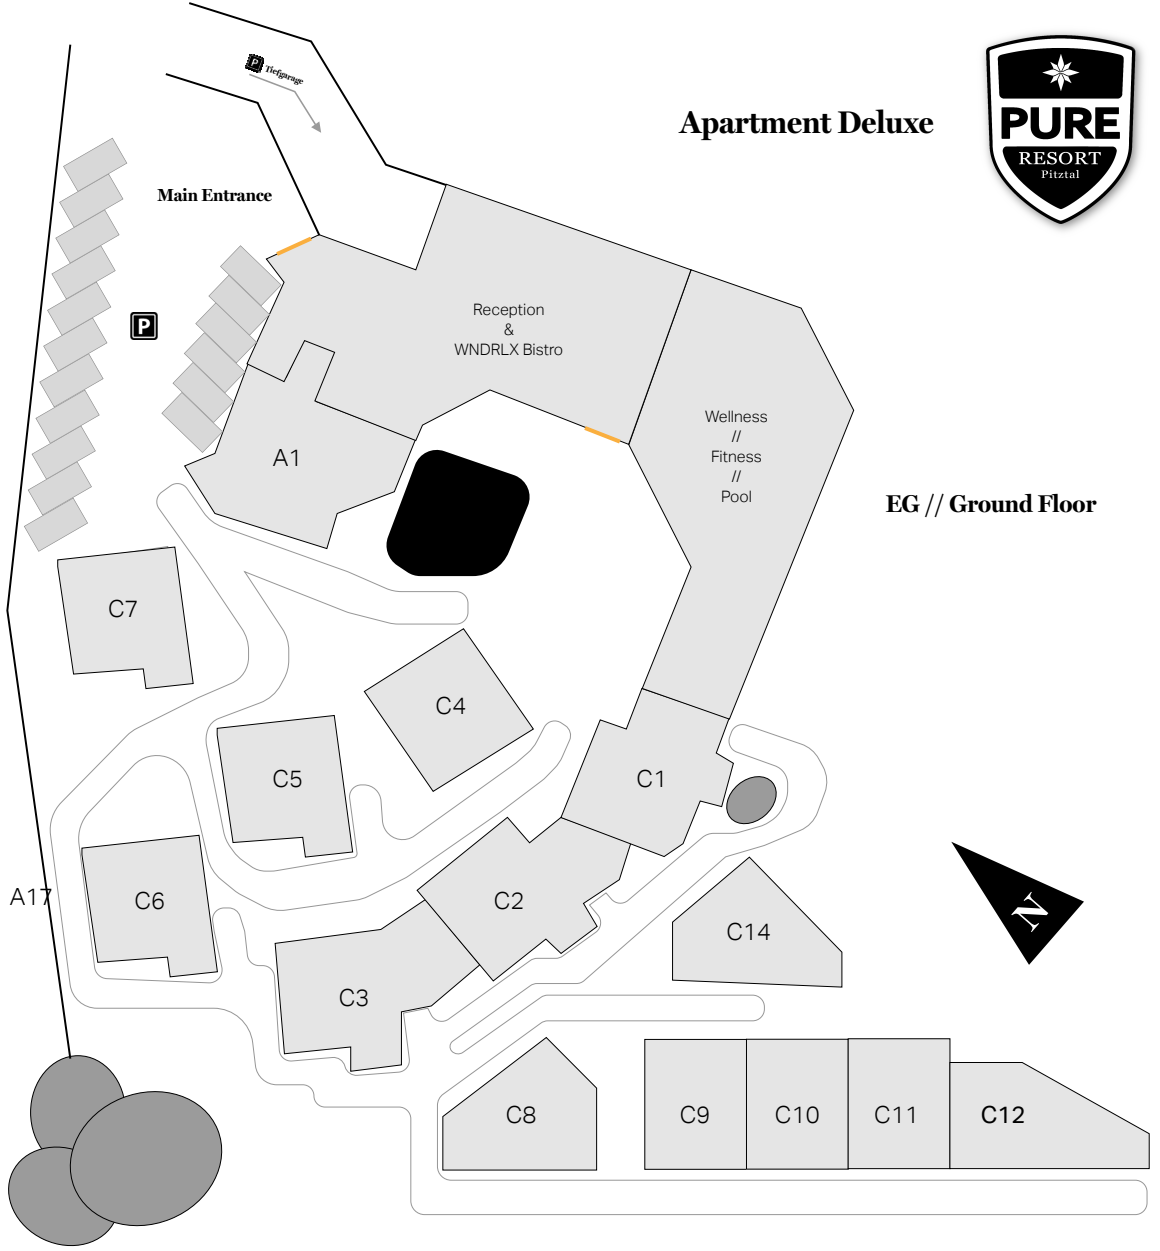 P Tiefgarage
Apartment Deluxe
PURE
RESORT
Pitztal
Main Entrance
P
Reception
&
WNDRLX Bistro
Wellness
//
Fitness
//
Pool
A1
EG // Ground Floor
C7
C4
C5
C1
A17
C6
C2
C14
N
C3
C8
C9
C10
C11
C12